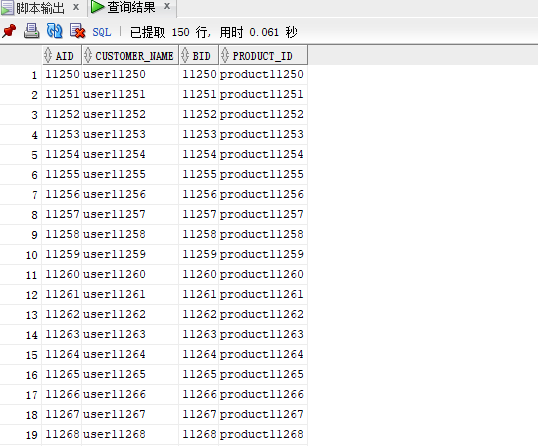 脚本输出 x 查询结果 x
SQL | 已提取 150 行, 用时 0.061 秒
AID CUSTOMER_NAME BID PRODUCT_ID
1 11250 user11250 11250 product11250
2 11251 user11251 11251 product11251
3 11252 user11252 11252 product11252
4 11253 user11253 11253 product11253
5 11254 user11254 11254 product11254
6 11255 user11255 11255 product11255
7 11256 user11256 11256 product11256
8 11257 user11257 11257 product11257
9 11258 user11258 11258 product11258
10 11259 user11259 11259 product11259
11 11260 user11260 11260 product11260
12 11261 user11261 11261 product11261
13 11262 user11262 11262 product11262
14 11263 user11263 11263 product11263
15 11264 user11264 11264 product11264
16 11265 user11265 11265 product11265
17 11266 user11266 11266 product11266
18 11267 user11267 11267 product11267
19 11268 user11268 11268 product11268